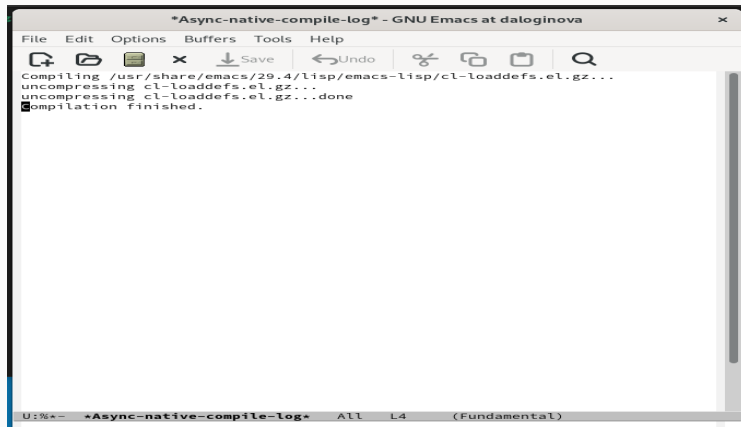 *Async-native-compile-log* - GNU Emacs at daloginova
File Edit Options Buffers Tools Help
Save Undo
Compiling /usr/share/emacs/29.4/lisp/emacs-lisp/cl-loaddefs.el.gz...
uncompressing cl-loaddefs.el.gz...
uncompressing cl-loaddefs.el.gz...done
Compilation finished.
U:%*- *Async-native-compile-log* All L4 (Fundamental)